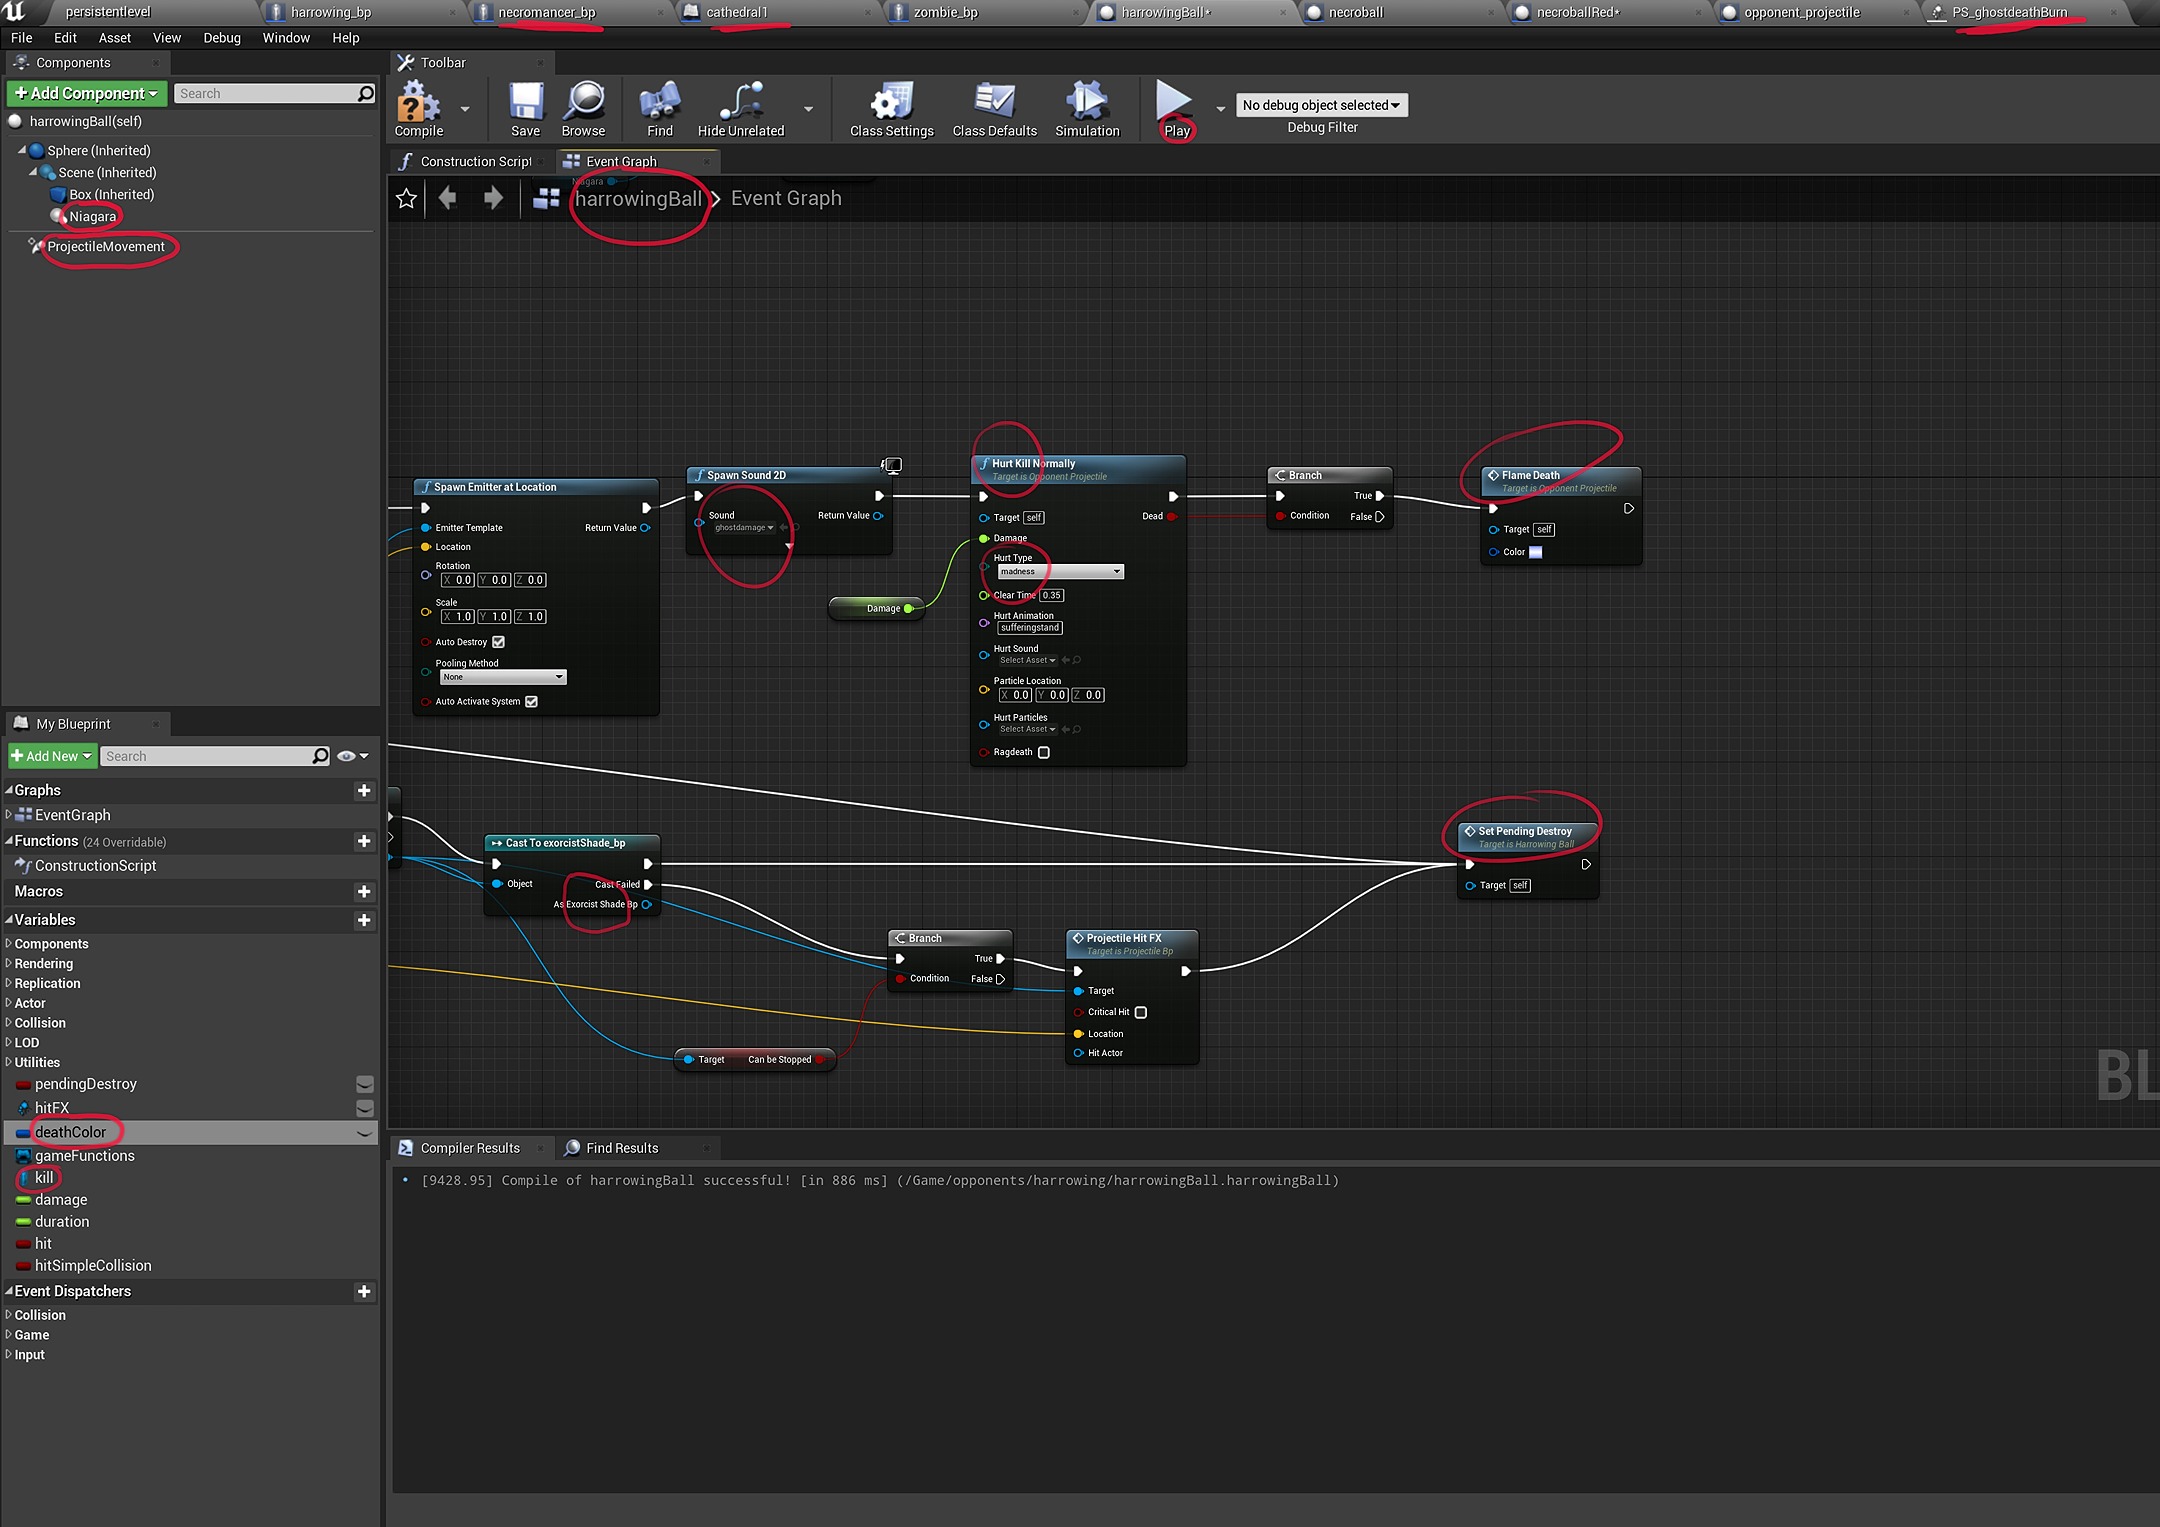 persistentlevel
harrowing_bp
necromancer_bp
cathedral1
zombie_bp
harrowingBall*
necroball
necroballRed*
opponent_projectile
PS_ghostdeathBurn
File Edit Asset View Debug Window Help
Components
Toolbar
+ Add Component
Search
harrowingBall(self)
Sphere (Inherited)
Scene (Inherited)
Box (Inherited)
Niagara
ProjectileMovement
Compile
Save
Browse
Find
Hide Unrelated
Class Settings
Class Defaults
Simulation
Play
No debug object selected
Debug Filter
Construction Script
Event Graph
Niagara
harrowingBall > Event Graph
Spawn Emitter at Location
Emitter Template
Return Value
Location
Rotation
X 0.0 Y 0.0 Z 0.0
Scale
X 1.0 Y 1.0 Z 1.0
Auto Destroy
Pooling Method
None
Auto Activate System
Spawn Sound 2D
Sound
ghostdamage
Return Value
Damage
Hurt Kill Normally
Target is Opponent Projectile
Target self
Dead
Damage
Hurt Type
madness
Clear Time 0.35
Hurt Animation
sufferingstand
Hurt Sound
Select Asset
Particle Location
X 0.0 Y 0.0 Z 0.0
Hurt Particles
Select Asset
Ragdeath
Branch
True
Condition
False
Flame Death
Target is Opponent Projectile
Target self
Color
Cast To exorcistShade_bp
Object
Cast Failed
As Exorcist Shade Bp
Branch
True
Condition
False
Target
Can be Stopped
Projectile Hit FX
Target is Projectile Bp
Target
Critical Hit
Location
Hit Actor
Set Pending Destroy
Target is Harrowing Ball
Target self
BL
My Blueprint
+ Add New
Search
Graphs
EventGraph
Functions (24 Overridable)
ConstructionScript
Macros
Variables
Components
Rendering
Replication
Actor
Collision
LOD
Utilities
pendingDestroy
hitFX
deathColor
gameFunctions
kill
damage
duration
hit
hitSimpleCollision
Event Dispatchers
Collision
Game
Input
Compiler Results
Find Results
[9428.95] Compile of harrowingBall successful! [in 886 ms] (/Game/opponents/harrowing/harrowingBall.harrowingBall)